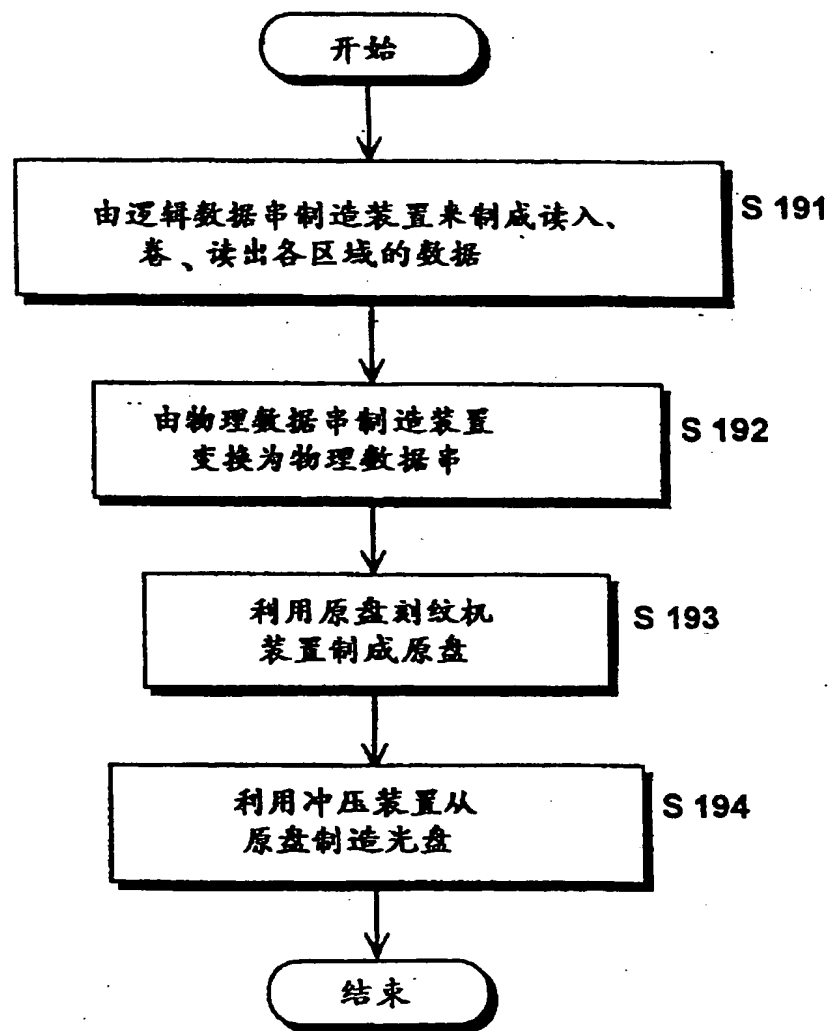 开始
由逻辑数据串制造装置来制成读入、
卷、读出各区域的数据
S 191
由物理数据串制造装置
变换为物理数据串
S 192
利用原盘刻纹机
装置制成原盘
S 193
利用冲压装置从
原盘制造光盘
S 194
结束